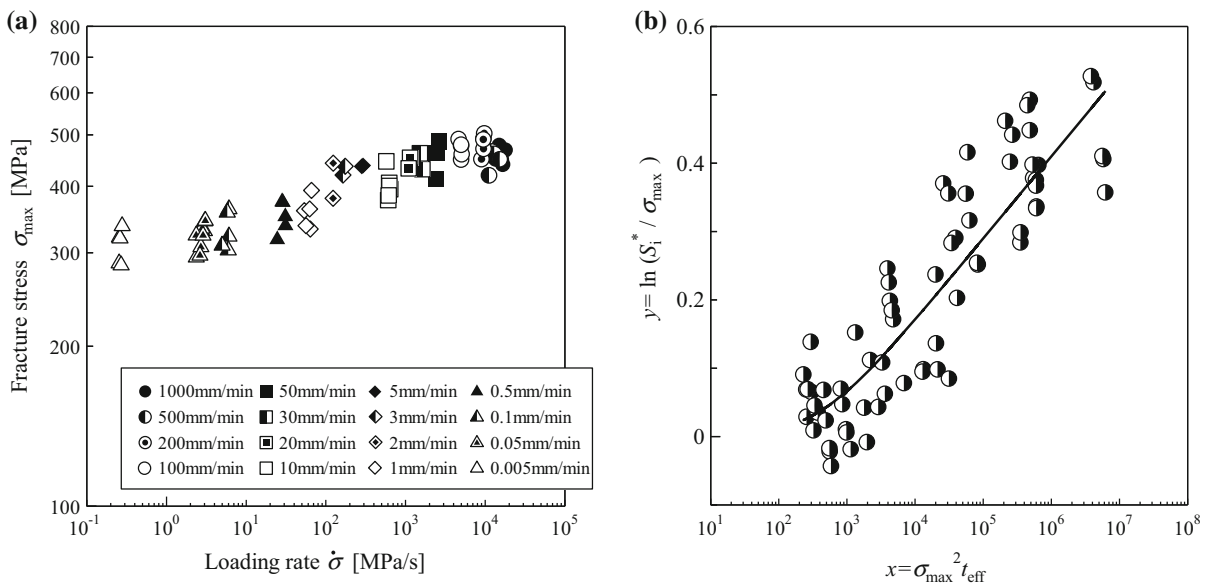 (a)
800
700
600
500
400
300
200
100
Fracture stress σmax [MPa]
1000mm/min 50mm/min 5mm/min 0.5mm/min
500mm/min 30mm/min 3mm/min 0.1mm/min
200mm/min 20mm/min 2mm/min 0.05mm/min
100mm/min 10mm/min 1mm/min 0.005mm/min
10⁻¹ 10⁰ 10¹ 10² 10³ 10⁴ 10⁵
Loading rate σ̇ [MPa/s]
(b)
0.6
0.4
0.2
0
y= ln (Si* / σmax)
10¹ 10² 10³ 10⁴ 10⁵ 10⁶ 10⁷ 10⁸
x=σmax²teff